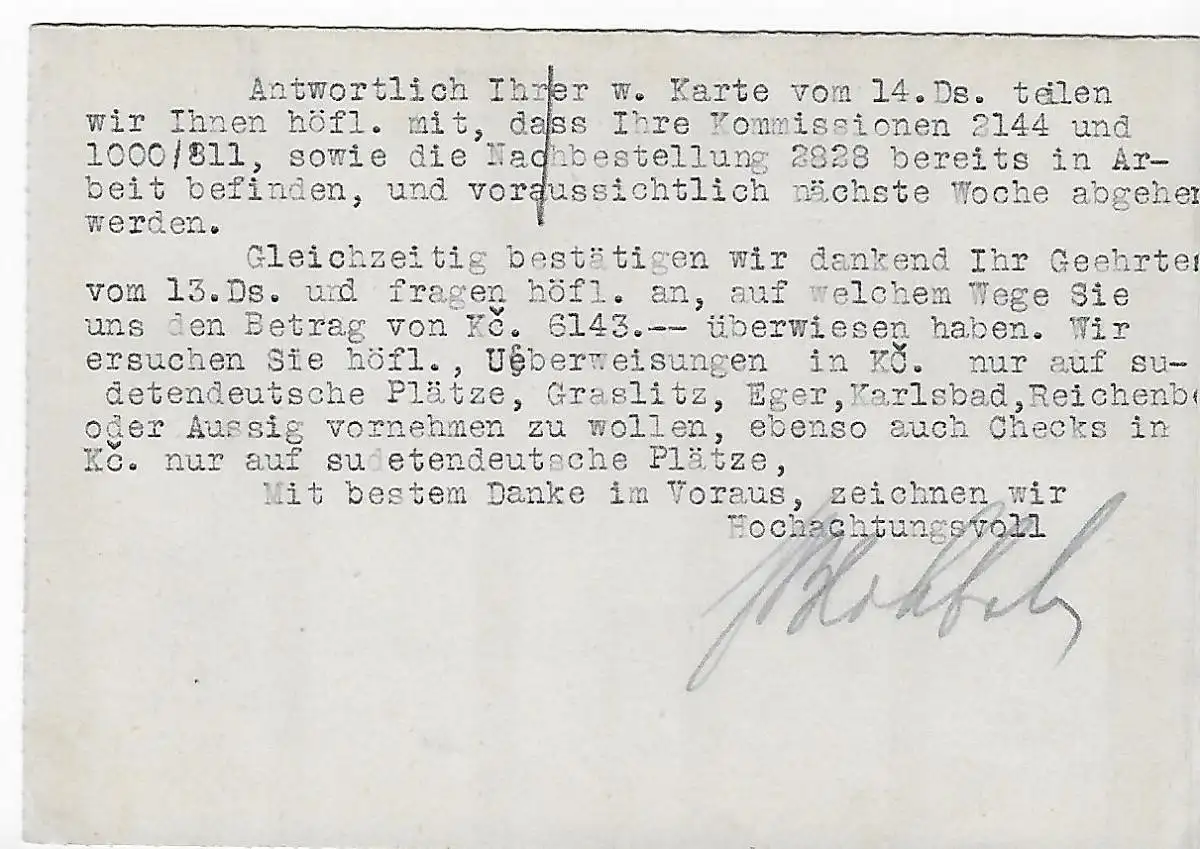 Antwortlich Ihrer w. Karte vom 14.Ds. teilen
wir Ihnen höfl. mit, dass Ihre Kommissionen 2144 und
1000/811, sowie die Nachbestellung 2828 bereits in Ar-
beit befinden, und voraussichtlich nächste Woche abgehen
werden.
Gleichzeitig bestätigen wir dankend Ihr Geehrtes
vom 13.Ds. und fragen höfl. an, auf welchem Wege Sie
uns den Betrag von Kč. 6143.-- überwiesen haben. Wir
ersuchen Sie höfl., Ueberweisungen in Kč. nur auf su-
detendeutsche Plätze, Graslitz, Eger,Karlsbad,Reichenbe
oder Aussig vornehmen zu wollen, ebenso auch Checks in
Kč. nur auf sudetendeutsche Plätze,
Mit bestem Danke im Voraus, zeichnen wir
Hochachtungsvoll